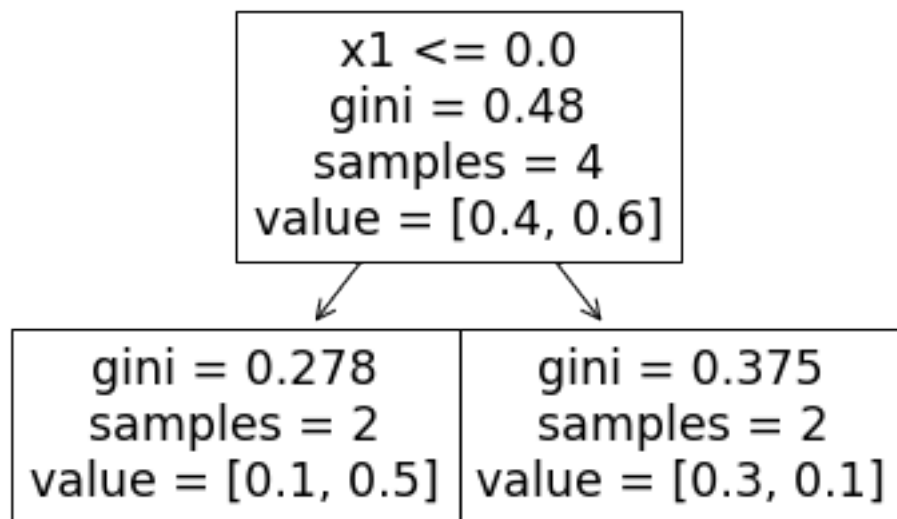 x1 <= 0.0
gini = 0.48
samples = 4
value = [0.4, 0.6]
gini = 0.278
samples = 2
value = [0.1, 0.5]
gini = 0.375
samples = 2
value = [0.3, 0.1]